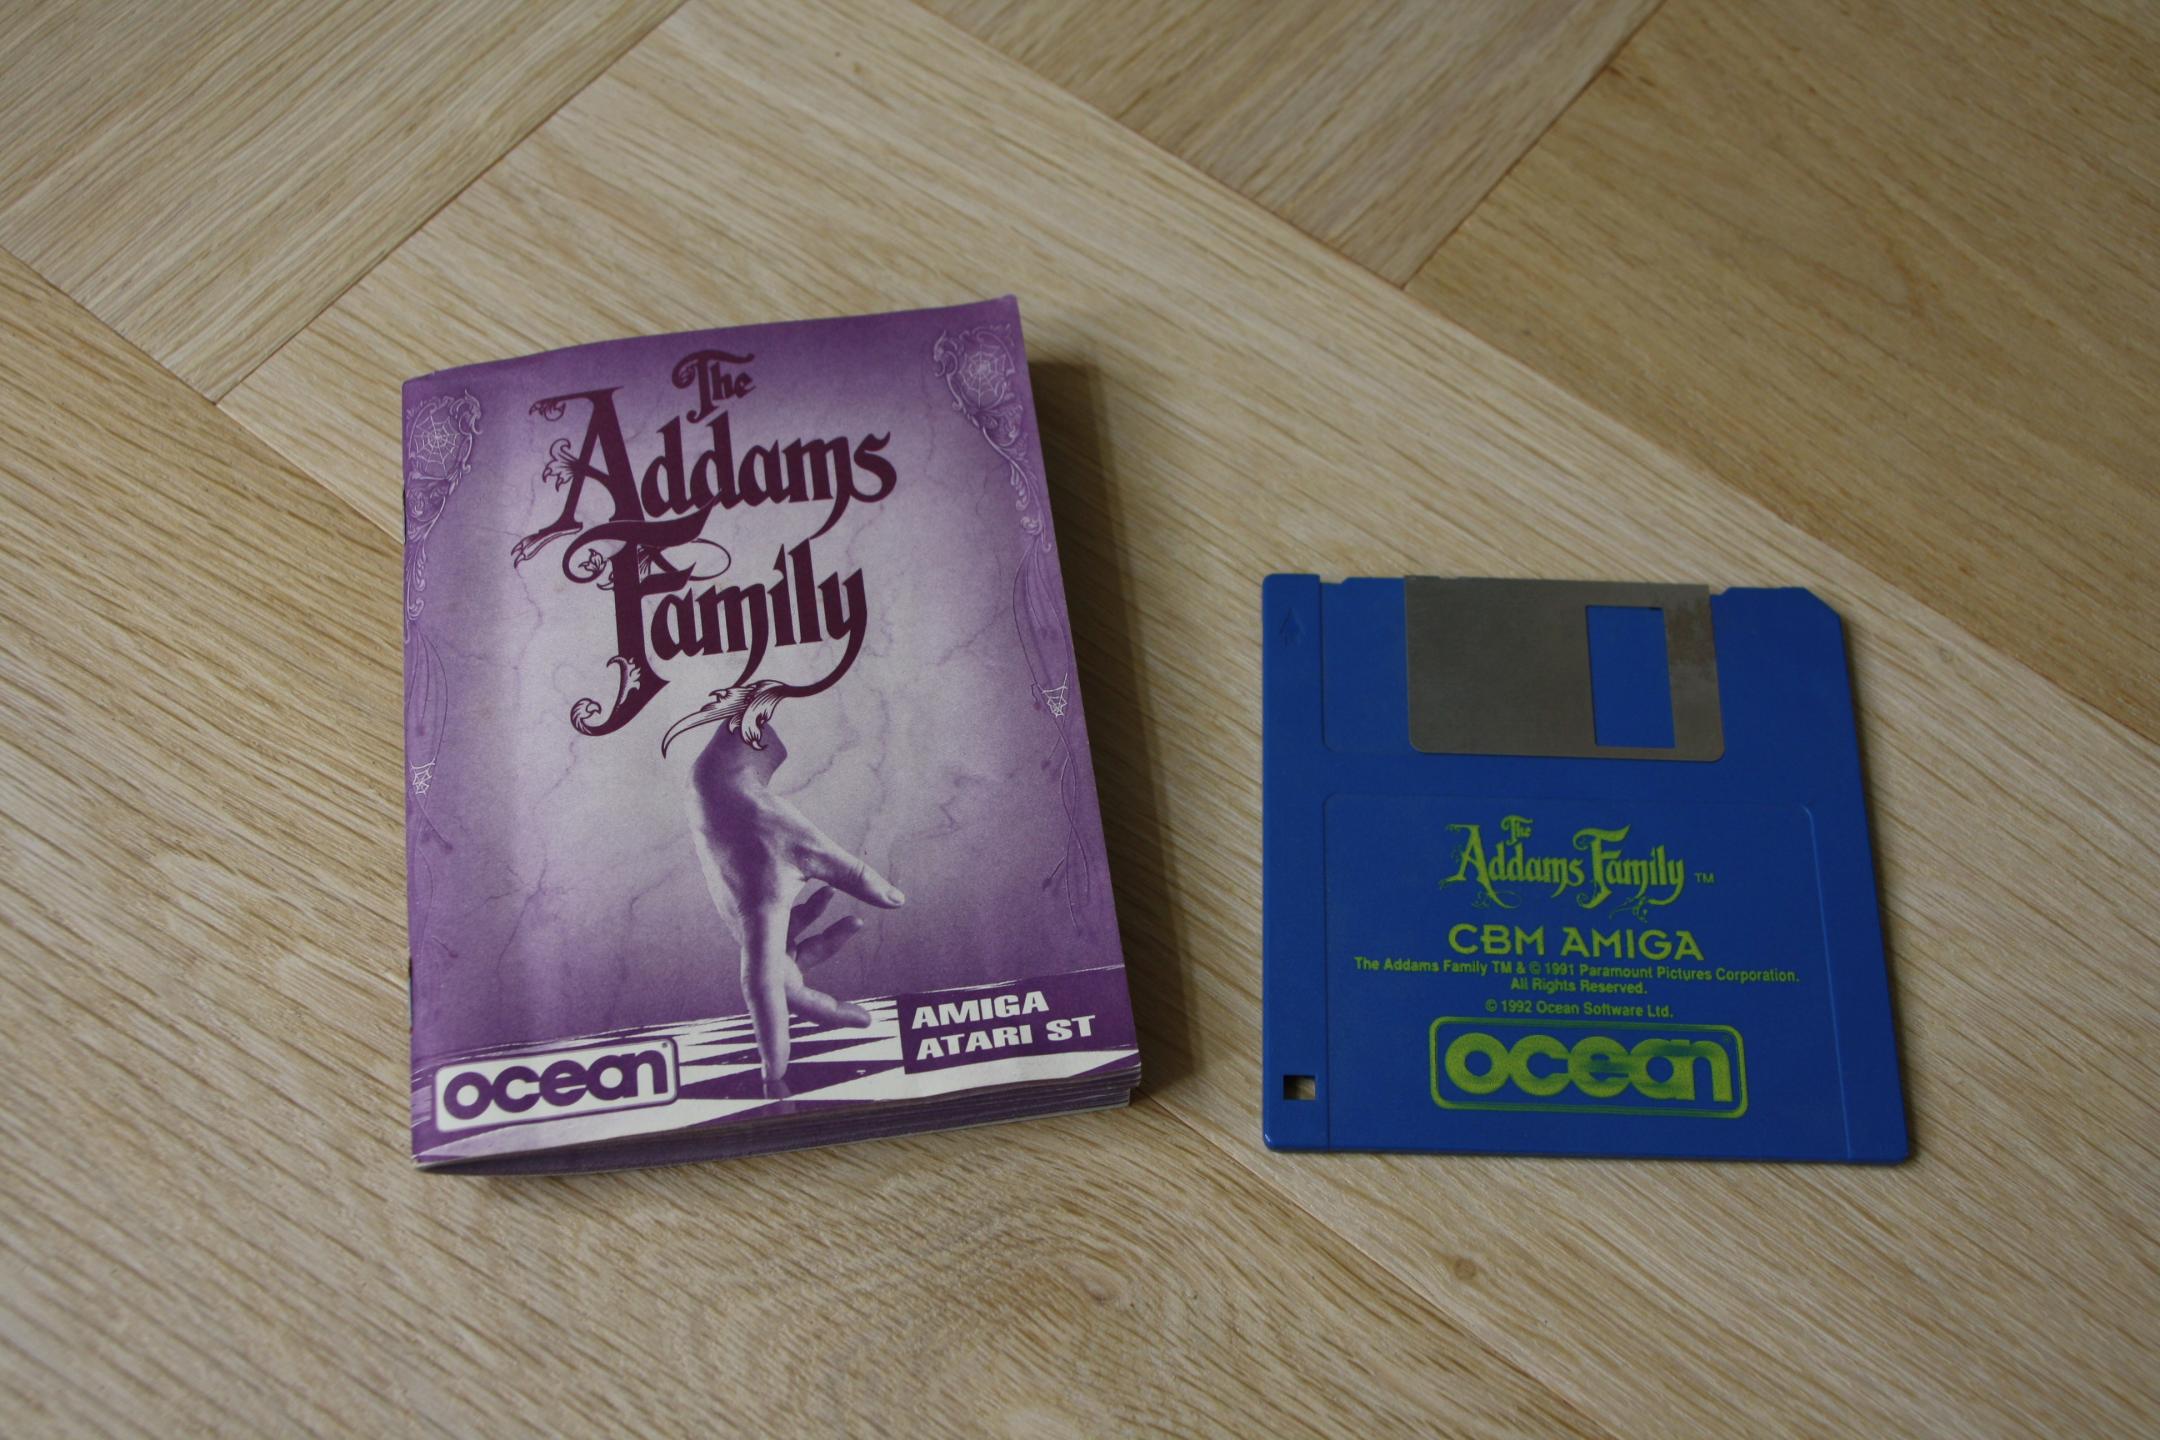 The
Addams
Family
AMIGA
ATARI ST
ocean
The
Addams Family TM
CBM AMIGA
The Addams Family TM & © 1991 Paramount Pictures Corporation.
All Rights Reserved.
© 1992 Ocean Software Ltd.
ocean